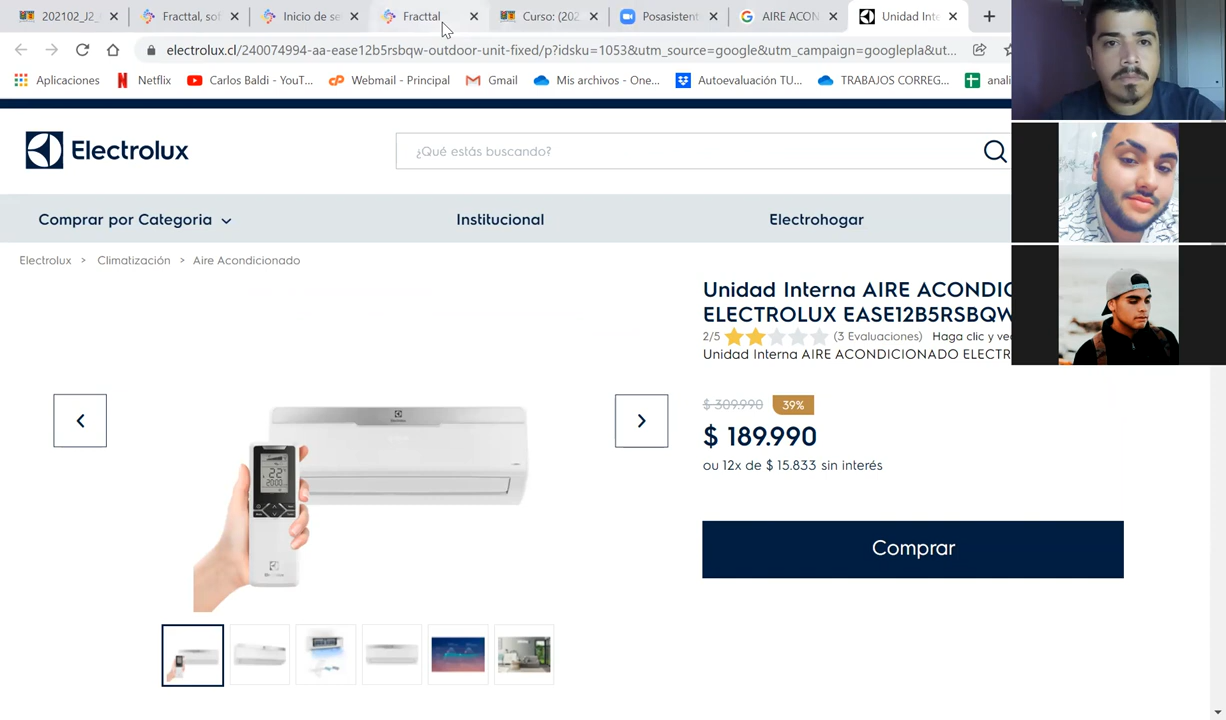 202102_J2_
Fracttal, sof
Inicio de se
Fracttal
Curso: (202
Posasistent
AIRE ACON
Unidad Inte
electrolux.cl/240074994-aa-ease12b5rsbqw-outdoor-unit-fixed/p?idsku=1053&utm_source=google&utm_campaign=googlepla&ut...
Aplicaciones
Netflix
Carlos Baldi - YouT...
Webmail - Principal
Gmail
Mis archivos - One...
Autoevaluación TU...
TRABAJOS CORREG...
anali
Electrolux
¿Qué estás buscando?
Comprar por Categoria
Institucional
Electrohogar
Electrolux > Climatización > Aire Acondicionado
Unidad Interna AIRE ACONDIC
ELECTROLUX EASE12B5RSBQW
2/5 (3 Evaluaciones) Haga clic y ve
Unidad Interna AIRE ACONDICIONADO ELECTR
$ 309.990 39%
$ 189.990
ou 12x de $ 15.833 sin interés
Comprar